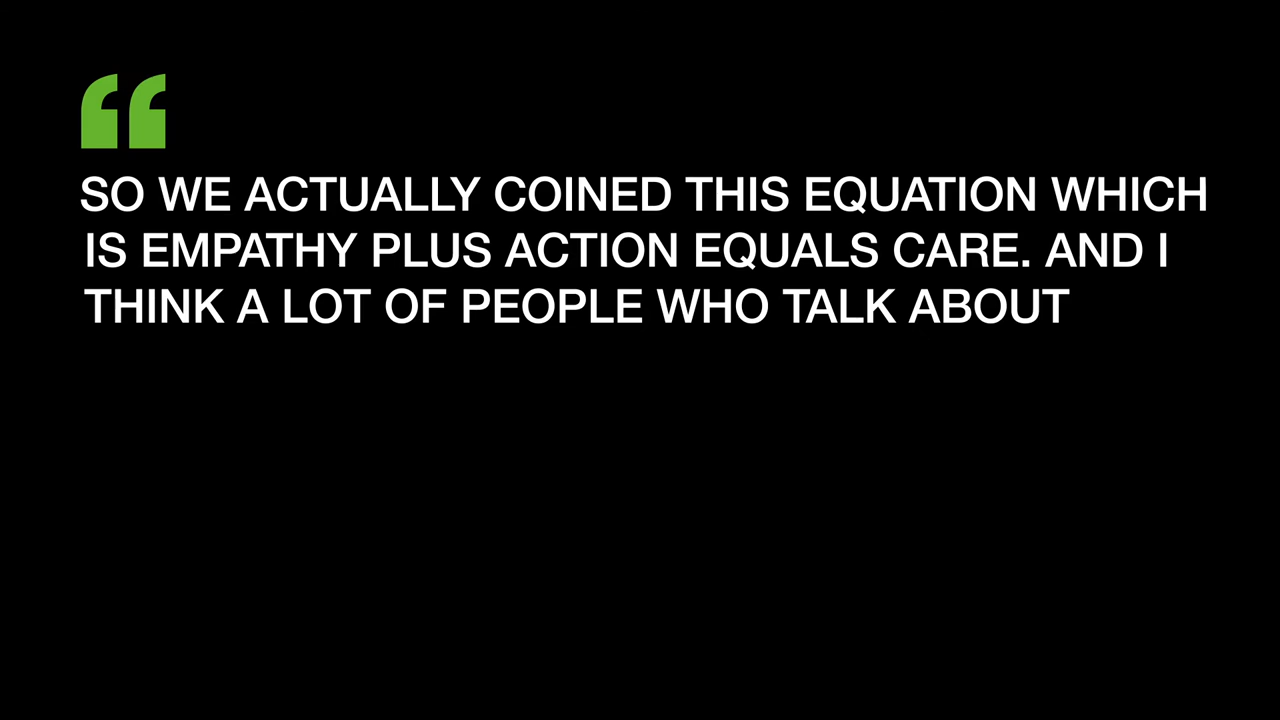 “
SO WE ACTUALLY COINED THIS EQUATION WHICH
IS EMPATHY PLUS ACTION EQUALS CARE. AND I
THINK A LOT OF PEOPLE WHO TALK ABOUT